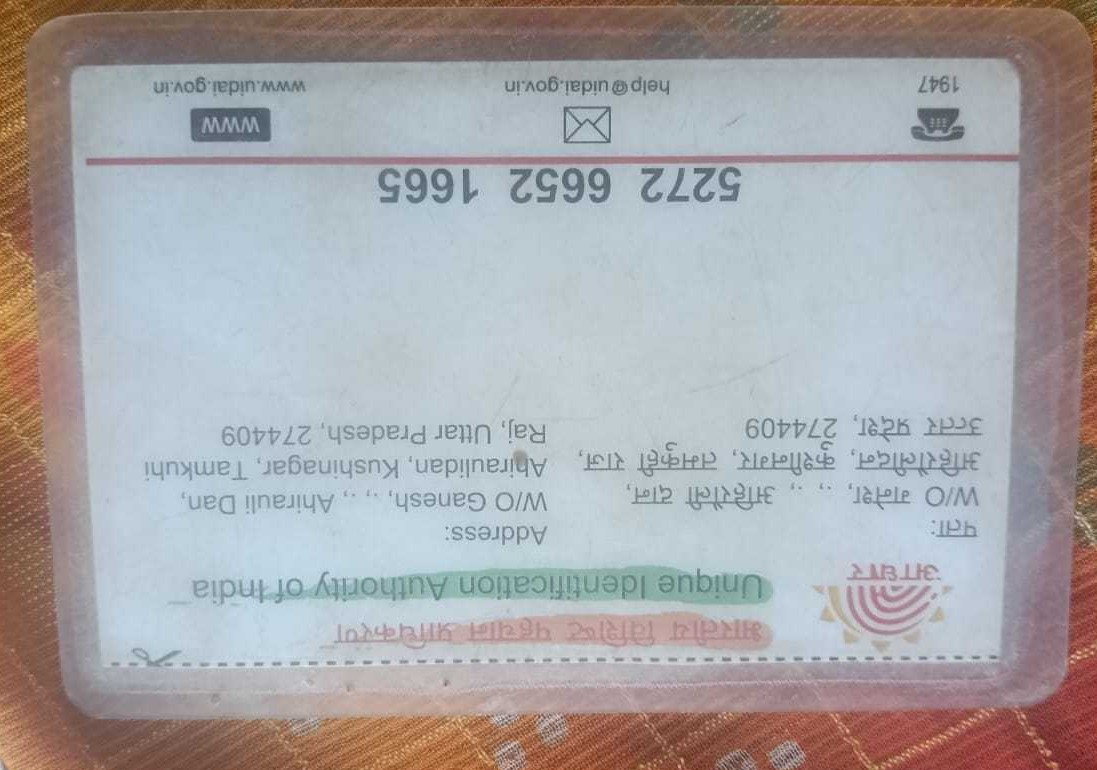 भारतीय विशिष्ट पहचान प्राधिकरण
Unique Identification Authority of India
आधार
पता:
W/O गनेश, ., ., अहिरौली दान,
अहिरौलीदान, कुशीनगर, तमकुही राज,
उत्तर प्रदेश, 274409
Address:
W/O Ganesh, ., ., Ahirauli Dan,
Ahiraulidan, Kushinagar, Tamkuhi
Raj, Uttar Pradesh, 274409
5272 6652 1665
1947
help@uidai.gov.in
WWW
www.uidai.gov.in